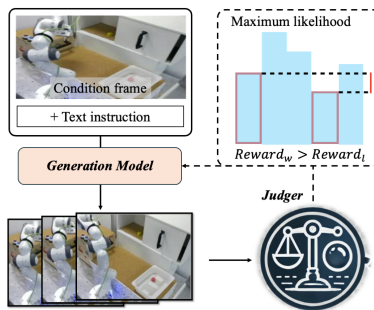 Condition frame
+ Text instruction
Generation Model
Maximum likelihood
Reward_w > Reward_l
Judger